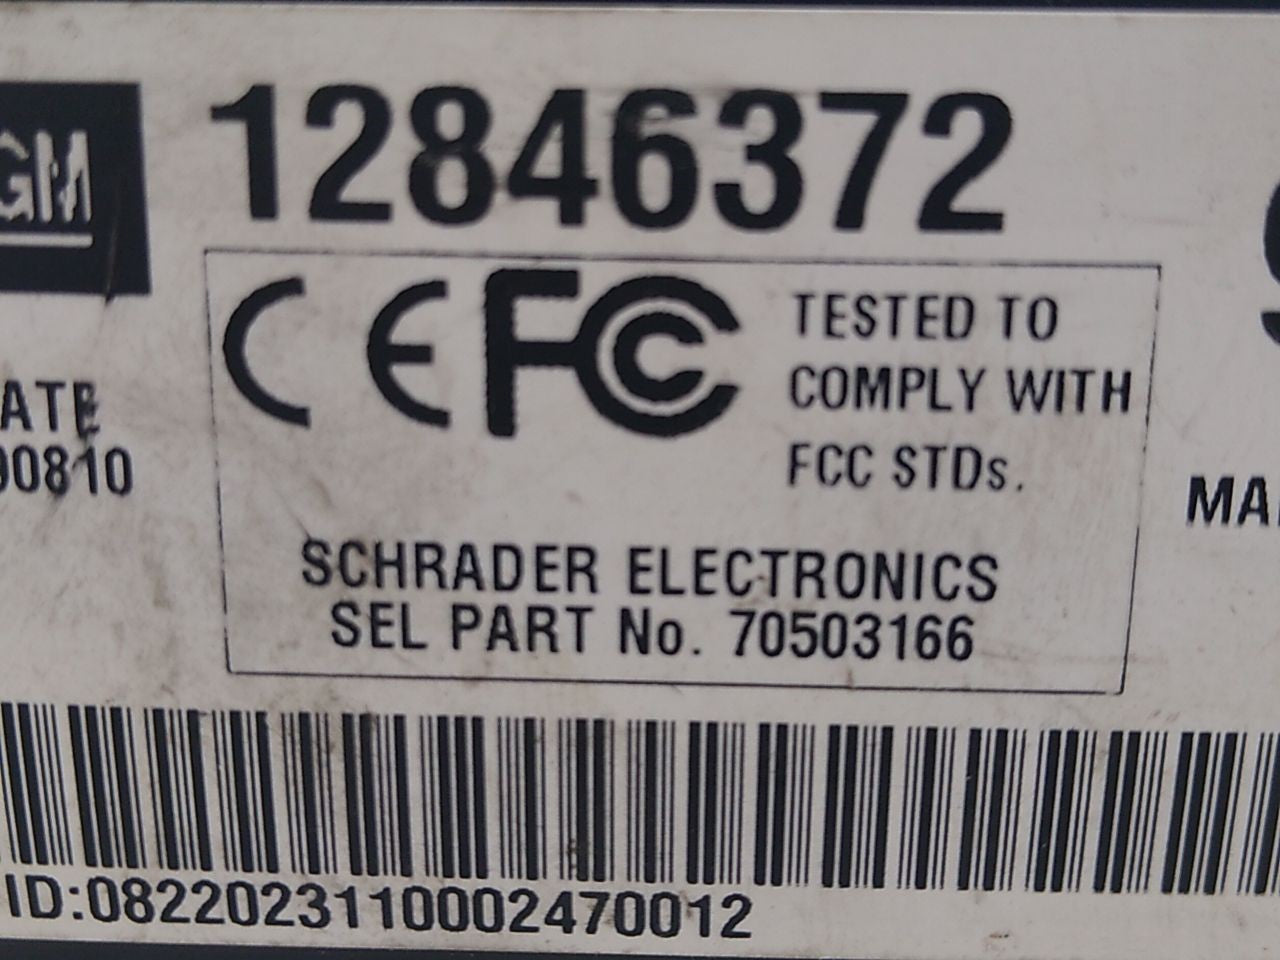 GM
12846372
CE FC
TESTED TO
COMPLY WITH
FCC STDs.
ATE
00810
SCHRADER ELECTRONICS
SEL PART No. 70503166
MA
ID:0822023110002470012